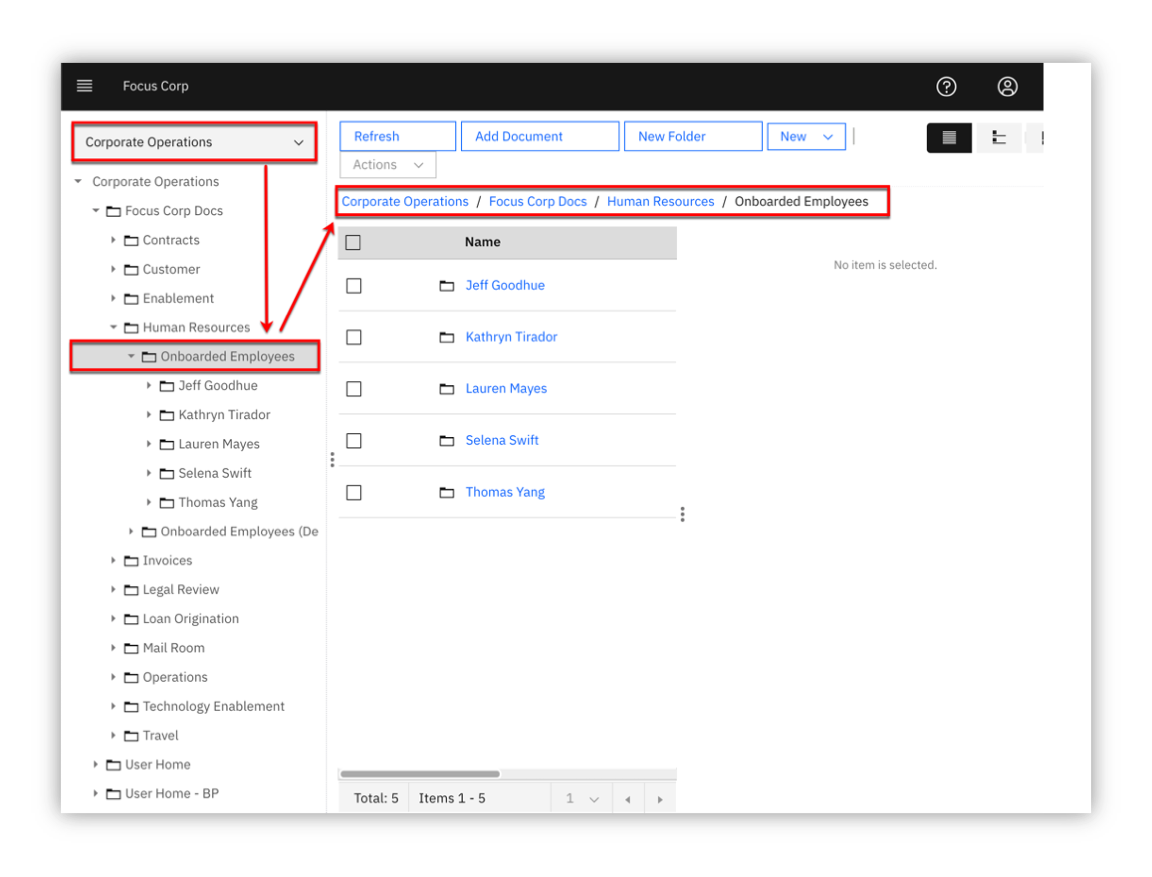 Focus Corp
Corporate Operations
Corporate Operations
Focus Corp Docs
Contracts
Customer
Enablement
Human Resources
Onboarded Employees
Jeff Goodhue
Kathryn Tirador
Lauren Mayes
Selena Swift
Thomas Yang
Onboarded Employees (De
Invoices
Legal Review
Loan Origination
Mail Room
Operations
Technology Enablement
Travel
User Home
User Home - BP
Refresh Add Document New Folder New
Actions
Corporate Operations / Focus Corp Docs / Human Resources / Onboarded Employees
Name
Jeff Goodhue
Kathryn Tirador
Lauren Mayes
Selena Swift
Thomas Yang
Total: 5 Items 1 - 5 1
No item is selected.